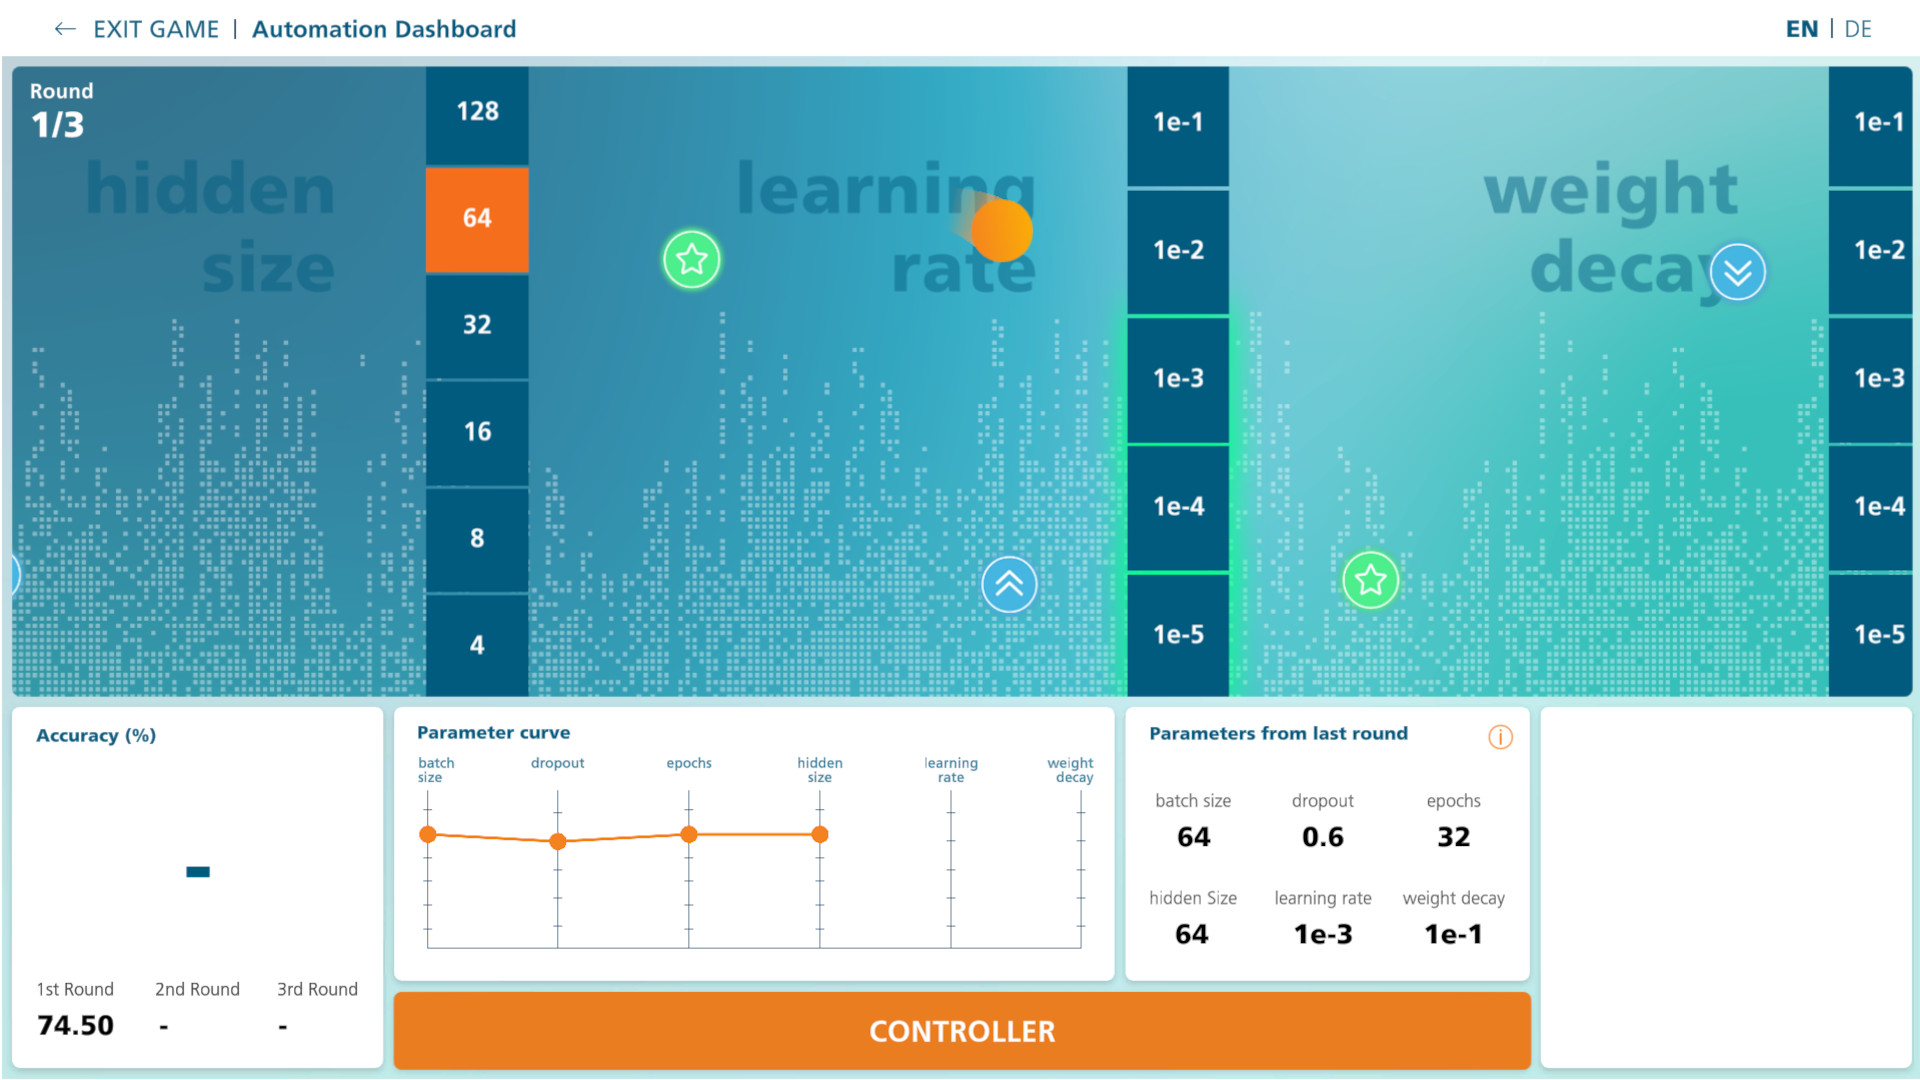 ← EXIT GAME | Automation Dashboard
EN | DE
Round
1/3
hidden
size
128
64
32
16
8
4
learning
rate
1e-1
1e-2
1e-3
1e-4
1e-5
weight
decay
1e-1
1e-2
1e-3
1e-4
1e-5
Accuracy (%)
-
1st Round 2nd Round 3rd Round
74.50 - -
Parameter curve
batch
size
dropout
epochs
hidden
size
learning
rate
weight
decay
Parameters from last round
i
batch size dropout epochs
64 0.6 32
hidden Size learning rate weight decay
64 1e-3 1e-1
CONTROLLER